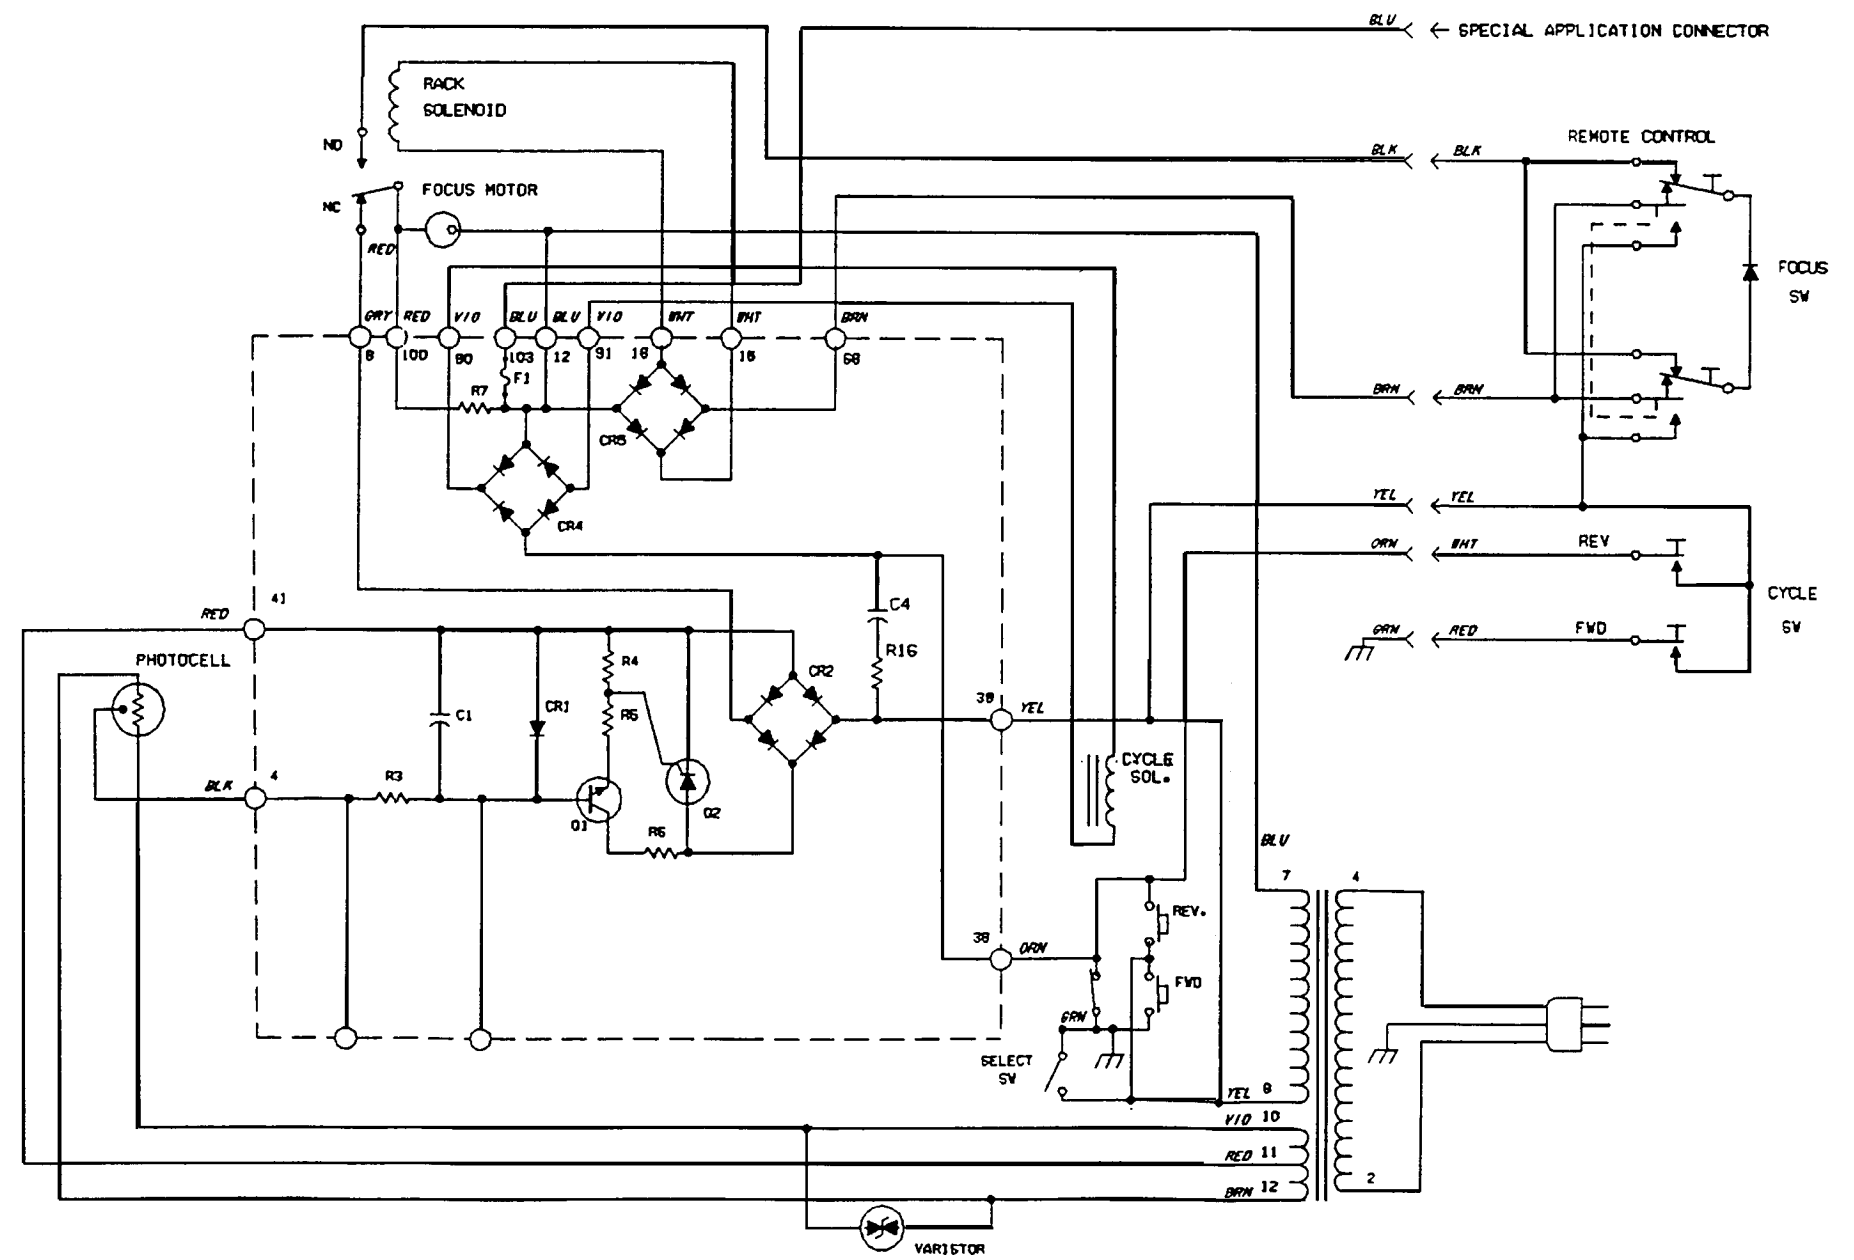 BLU
SPECIAL APPLICATION CONNECTOR
RACK
SOLENOID
REMOTE CONTROL
NO
BLK
BLK
FOCUS MOTOR
NC
RED
FOCUS
SW
GRY
RED
VIO
BLU
BLU
VIO
WHT
WHT
BRN
8
100
80
103
12
91
16
15
68
F1
R7
BRN
BRN
CR5
CR4
YEL
YEL
ORN
WHT
REV
CYCLE
SW
41
RED
C4
GRN
RED
FWD
PHOTOCELL
R4
R16
CR2
39
YEL
C1
CR1
R5
4
BLK
R3
CYCLE
SOL.
Q1
Q2
R6
BLU
7
4
REV.
38
ORN
FWD
GRN
SELECT
SW
YEL
8
VIO
10
RED
11
2
BRN
12
VARISTOR